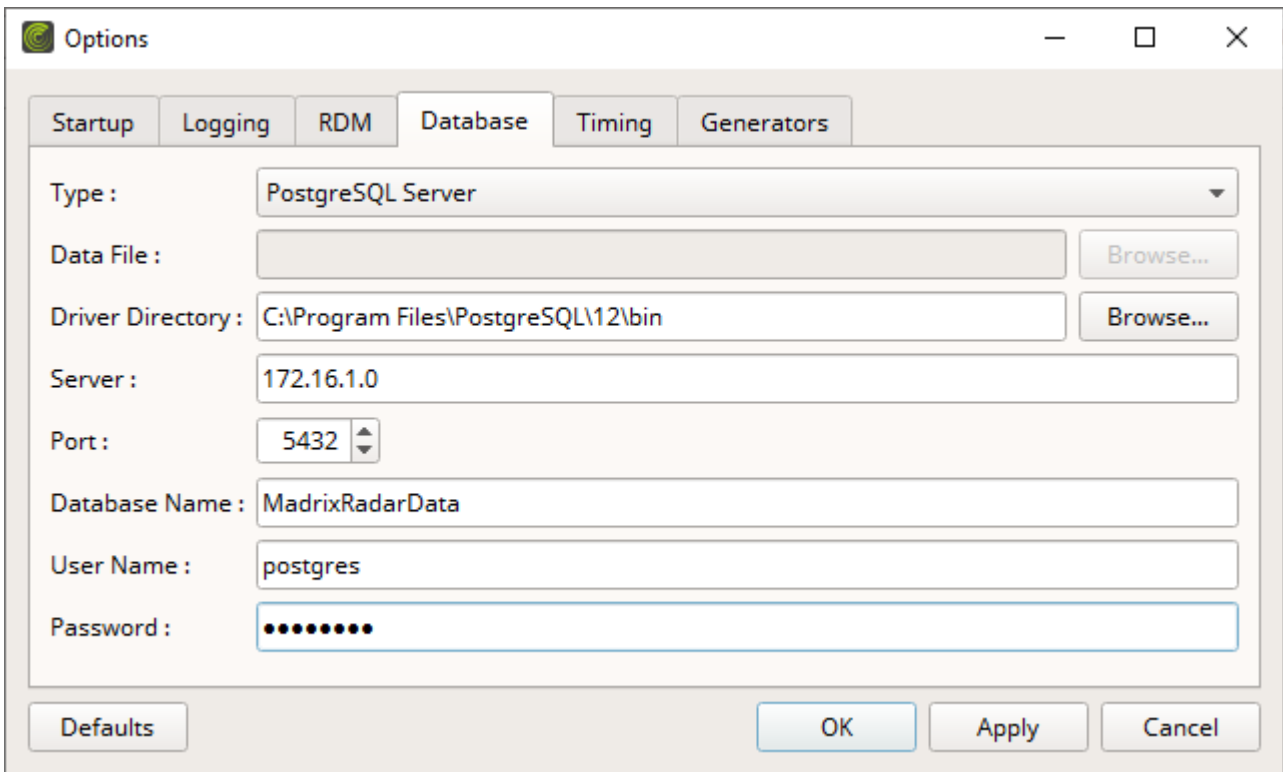 Options
Startup Logging RDM Database Timing Generators
Type : PostgreSQL Server
Data File : Browse...
Driver Directory : C:\Program Files\PostgreSQL\12\bin Browse...
Server : 172.16.1.0
Port : 5432
Database Name : MadrixRadarData
User Name : postgres
Password : ●●●●●●●●
Defaults OK Apply Cancel